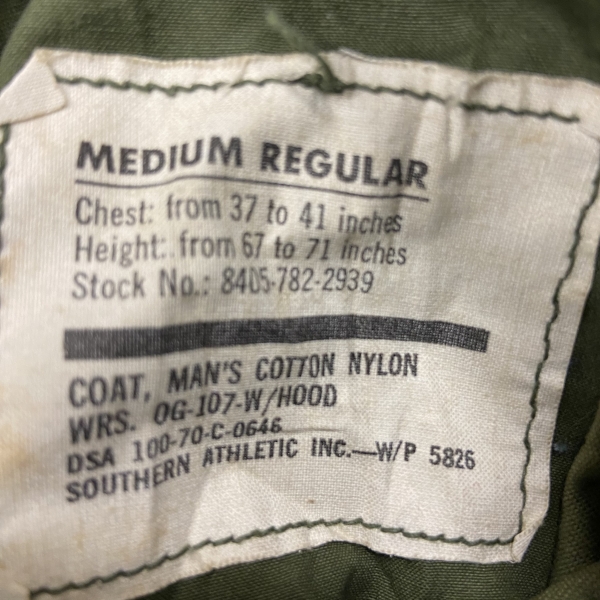 MEDIUM REGULAR
Chest: from 37 to 41 inches
Height: from 67 to 71 inches
Stock No.: 8405-782-2939
COAT, MAN'S COTTON NYLON
WRS. OG-107-W/HOOD
DSA 100-70-C-0646
SOUTHERN ATHLETIC INC.—W/P 5826